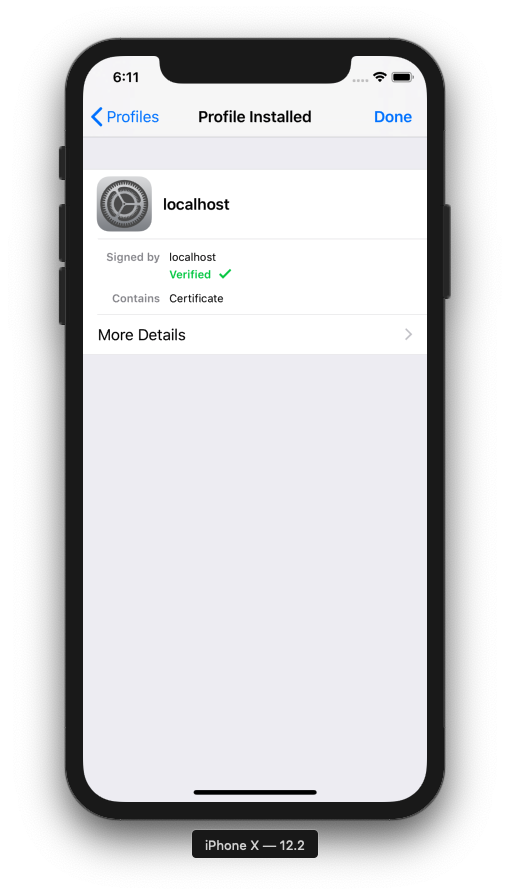 6:11
Profiles
Profile Installed
Done
localhost
Signed by localhost
Verified
Contains Certificate
More Details
iPhone X — 12.2